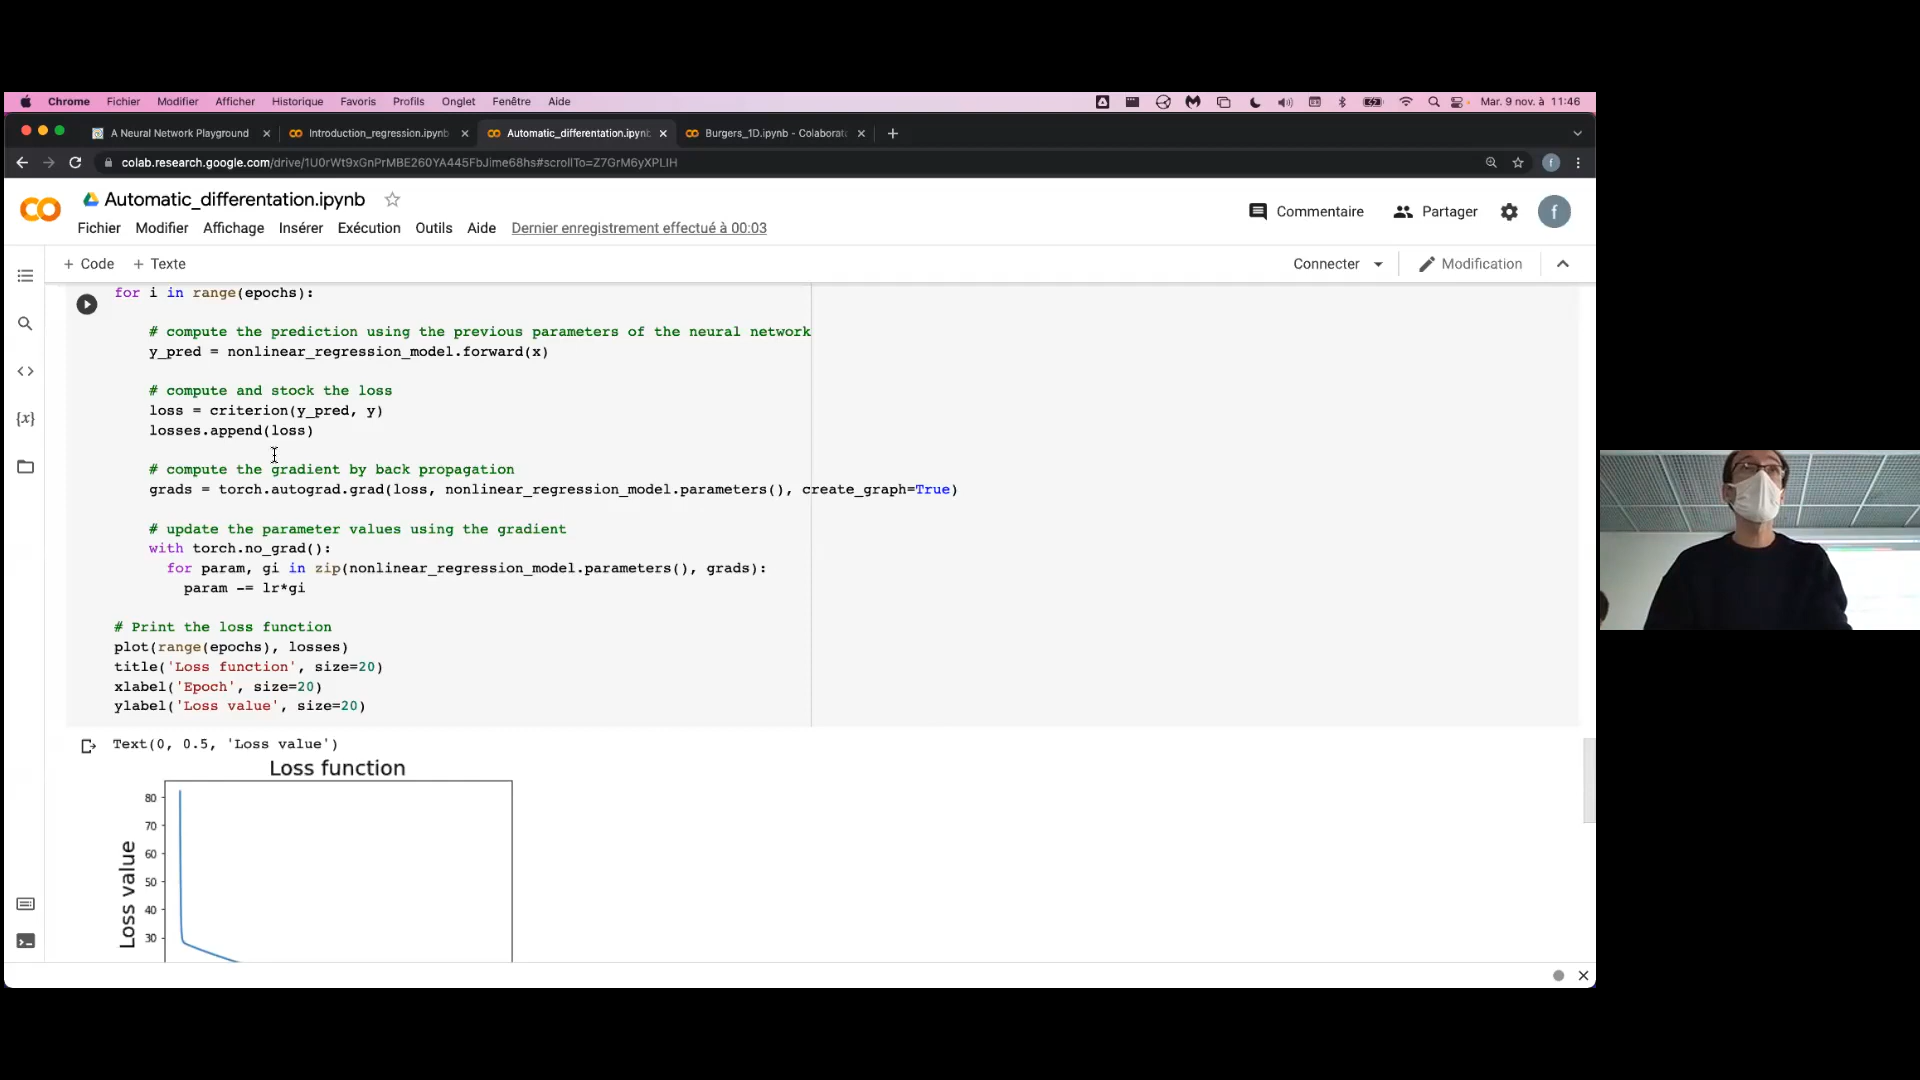 Chrome Fichier Modifier Afficher Historique Favoris Profils Onglet Fenêtre Aide Mar. 9 nov. à 11:46
A Neural Network Playground Introduction_regression.ipynb Automatic_differentation.ipynb Burgers_1D.ipynb - Colaborat
colab.research.google.com/drive/1U0rWt9xGnPrMBE260YA445FbJime68hs#scrollTo=Z7GrM6yXPLIH f
Automatic_differentation.ipynb
Commentaire Partager f
Fichier Modifier Affichage Insérer Exécution Outils Aide Dernier enregistrement effectué à 00:03
+ Code + Texte Connecter Modification
for i in range(epochs):
# compute the prediction using the previous parameters of the neural network
y_pred = nonlinear_regression_model.forward(x)
# compute and stock the loss
loss = criterion(y_pred, y)
losses.append(loss)
# compute the gradient by back propagation
grads = torch.autograd.grad(loss, nonlinear_regression_model.parameters(), create_graph=True)
# update the parameter values using the gradient
with torch.no_grad():
for param, gi in zip(nonlinear_regression_model.parameters(), grads):
param -= lr*gi
# Print the loss function
plot(range(epochs), losses)
title('Loss function', size=20)
xlabel('Epoch', size=20)
ylabel('Loss value', size=20)
Text(0, 0.5, 'Loss value')
Loss function
80
70
60
50
40
30
Loss value